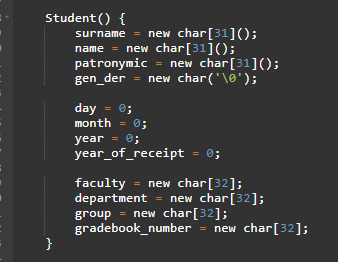 Student() {
surname = new char[31]();
name = new char[31]();
patronymic = new char[31]();
gen_der = new char('\0');
day = 0;
month = 0;
year = 0;
year_of_receipt = 0;
faculty = new char[32];
department = new char[32];
group = new char[32];
gradebook_number = new char[32];
}